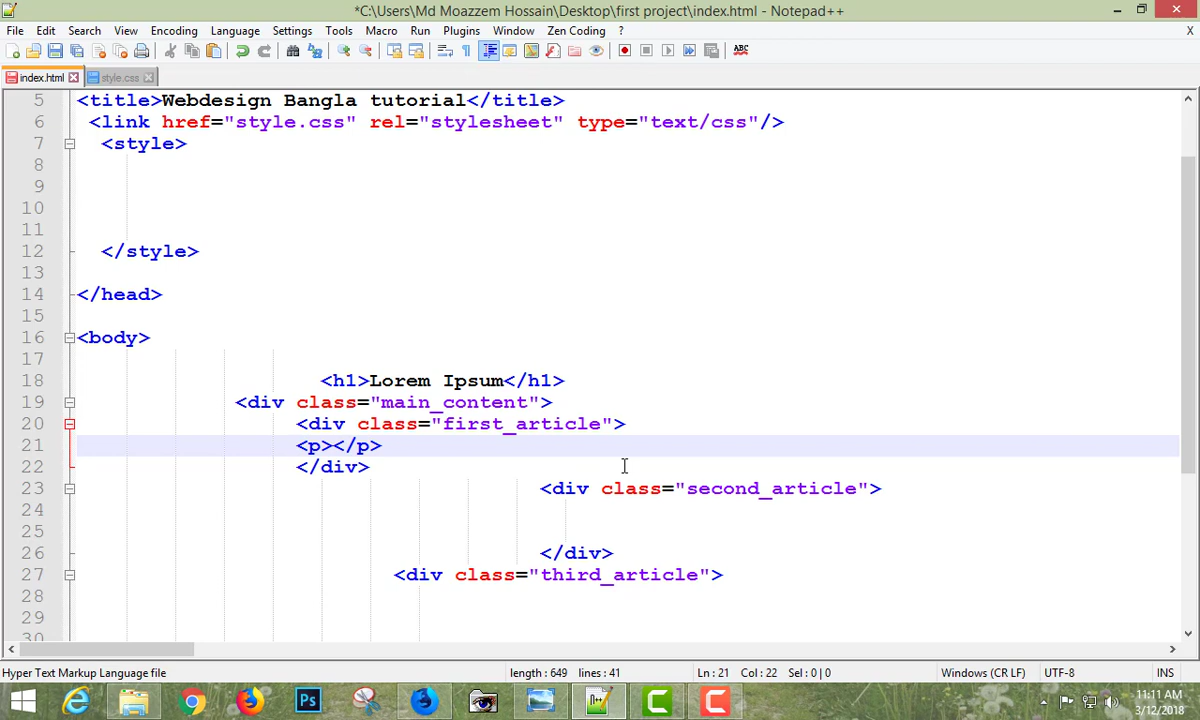 *C:\Users\Md Moazzem Hossain\Desktop\first project\index.html - Notepad++
File Edit Search View Encoding Language Settings Tools Macro Run Plugins Window Zen Coding ? X
ABC
index.html style.css
5 <title>Webdesign Bangla tutorial</title>
6 <link href="style.css" rel="stylesheet" type="text/css"/>
7 <style>
8
9
10
11
12 </style>
13
14 </head>
15
16 <body>
17
18 <h1>Lorem Ipsum</h1>
19 <div class="main_content">
20 <div class="first_article">
21 <p></p>
22 </div>
23 <div class="second_article">
24
25
26 </div>
27 <div class="third_article">
28
29
30
Hyper Text Markup Language file length : 649 lines : 41 Ln : 21 Col : 22 Sel : 0 | 0 Windows (CR LF) UTF-8 INS
Ps
11:11 AM
3/12/2018